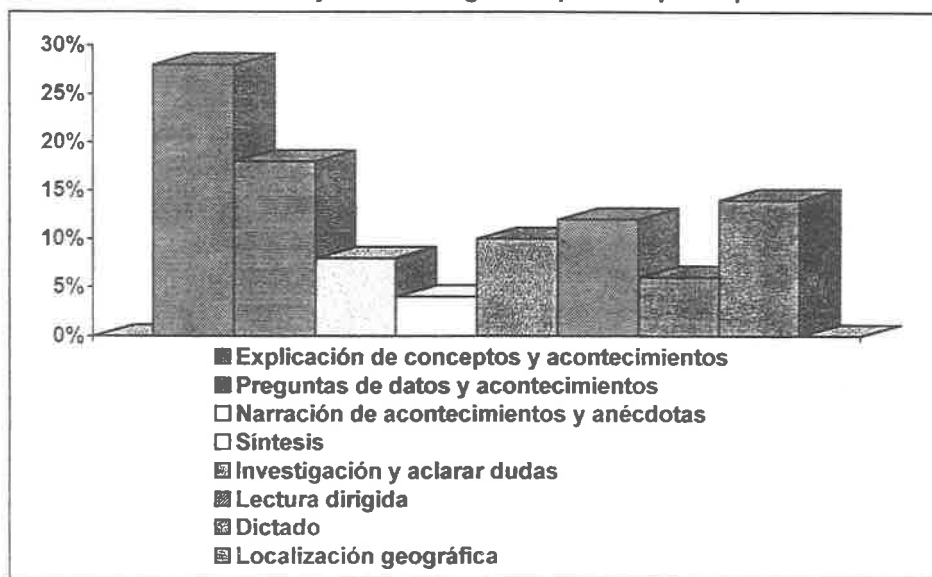 30%
25%
20%
15%
10%
5%
0%
Explicación de conceptos y acontecimientos
Preguntas de datos y acontecimientos
Narración de acontecimientos y anécdotas
Síntesis
Investigación y aclarar dudas
Lectura dirigida
Dictado
Localización geográfica